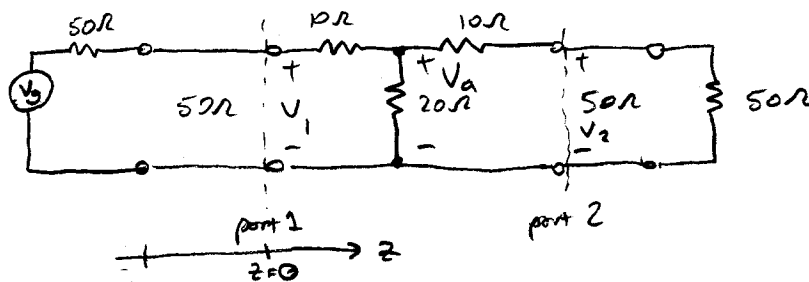 50Ω 10Ω 10Ω
Vg 50Ω + V1 - 20Ω + Va - 50Ω + V2 - 50Ω
port 1 port 2
z=0 z